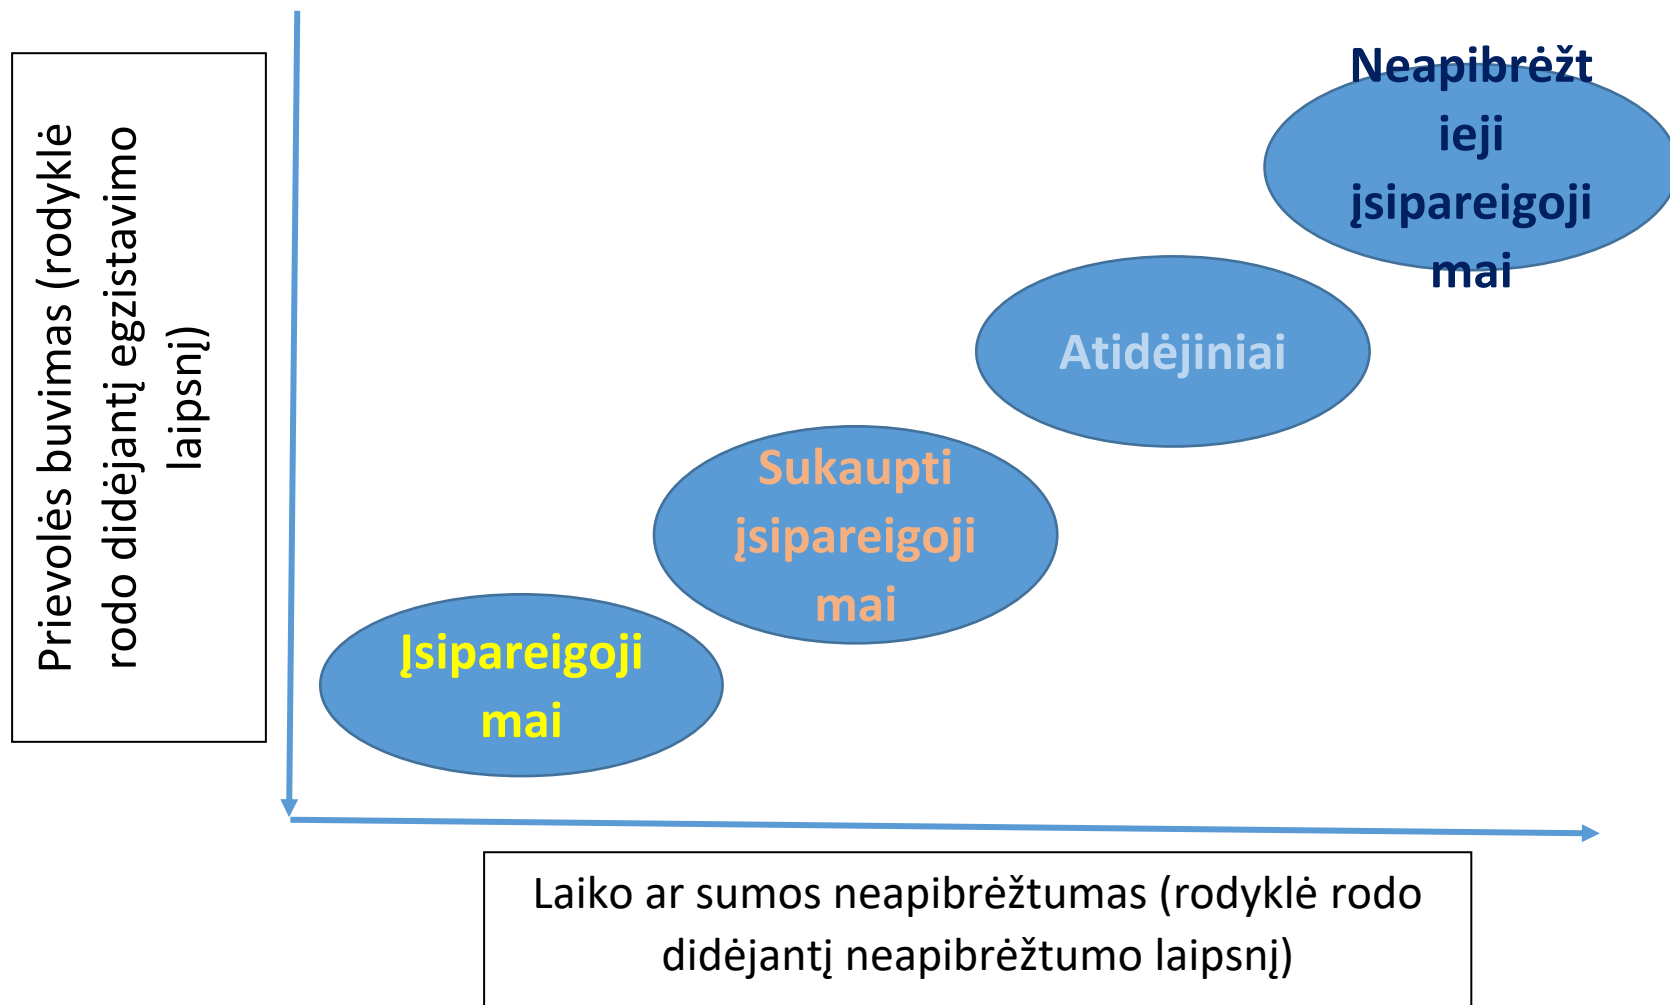 Prievolės buvimas (rodyklė
rodo didėjantį egzistavimo
laipsnį)
Neapibrėžt
ieji
įsipareigoji
mai
Atidėjiniai
Sukaupti
įsipareigoji
mai
Įsipareigoji
mai
Laiko ar sumos neapibrėžtumas (rodyklė rodo
didėjantį neapibrėžtumo laipsnį)